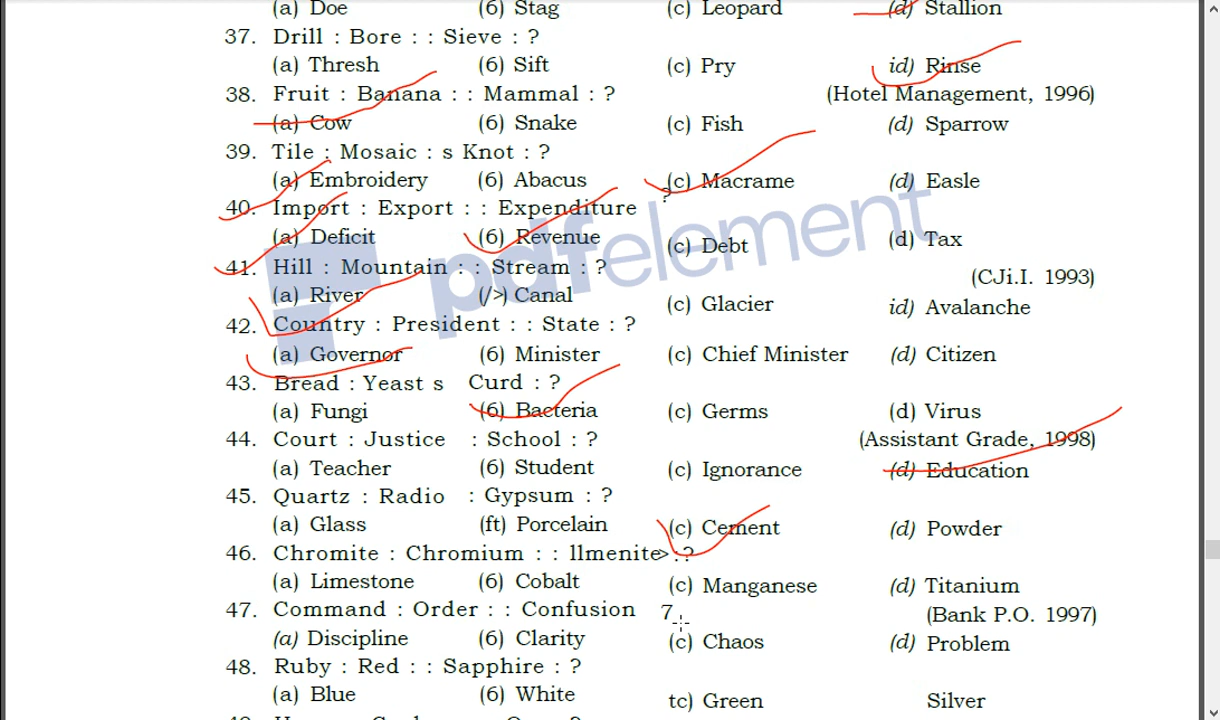 (a) Doe (6) Stag (c) Leopard (d) Stallion
37. Drill : Bore : : Sieve : ?
(a) Thresh (6) Sift (c) Pry id) Rinse
38. Fruit : Banana : : Mammal : ? (Hotel Management, 1996)
(a) Cow (6) Snake (c) Fish (d) Sparrow
39. Tile : Mosaic : s Knot : ?
(a) Embroidery (6) Abacus (c) Macrame (d) Easle
40. Import : Export : : Expenditure ?
(a) Deficit (6) Revenue (c) Debt (d) Tax
41. Hill : Mountain : : Stream : ? (CJi.I. 1993)
(a) River (/>) Canal (c) Glacier id) Avalanche
42. Country : President : : State : ?
(a) Governor (6) Minister (c) Chief Minister (d) Citizen
43. Bread : Yeast s Curd : ?
(a) Fungi (6) Bacteria (c) Germs (d) Virus
44. Court : Justice : School : ? (Assistant Grade, 1998)
(a) Teacher (6) Student (c) Ignorance (d) Education
45. Quartz : Radio : Gypsum : ?
(a) Glass (ft) Porcelain (c) Cement (d) Powder
46. Chromite : Chromium : : llmenite> : ?
(a) Limestone (6) Cobalt (c) Manganese (d) Titanium
47. Command : Order : : Confusion 7 (Bank P.O. 1997)
(a) Discipline (6) Clarity (c) Chaos (d) Problem
48. Ruby : Red : : Sapphire : ?
(a) Blue (6) White tc) Green Silver
pdfelement